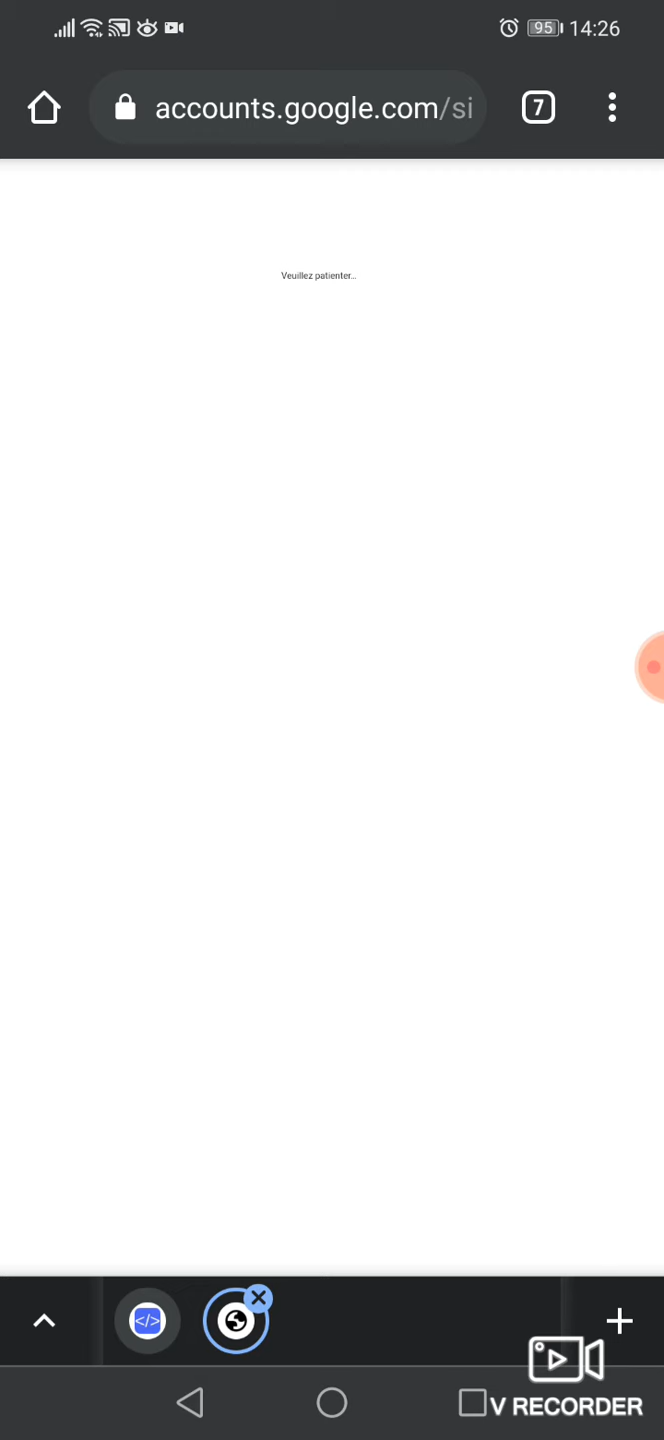 95 14:26
accounts.google.com/si 7
Veuillez patienter...
</>
V RECORDER